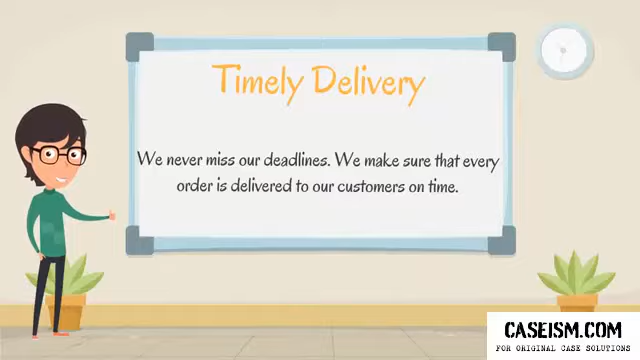 Timely Delivery
We never miss our deadlines. We make sure that every
order is delivered to our customers on time.
CASEISM.COM
FOR ORIGINAL CASE SOLUTIONS